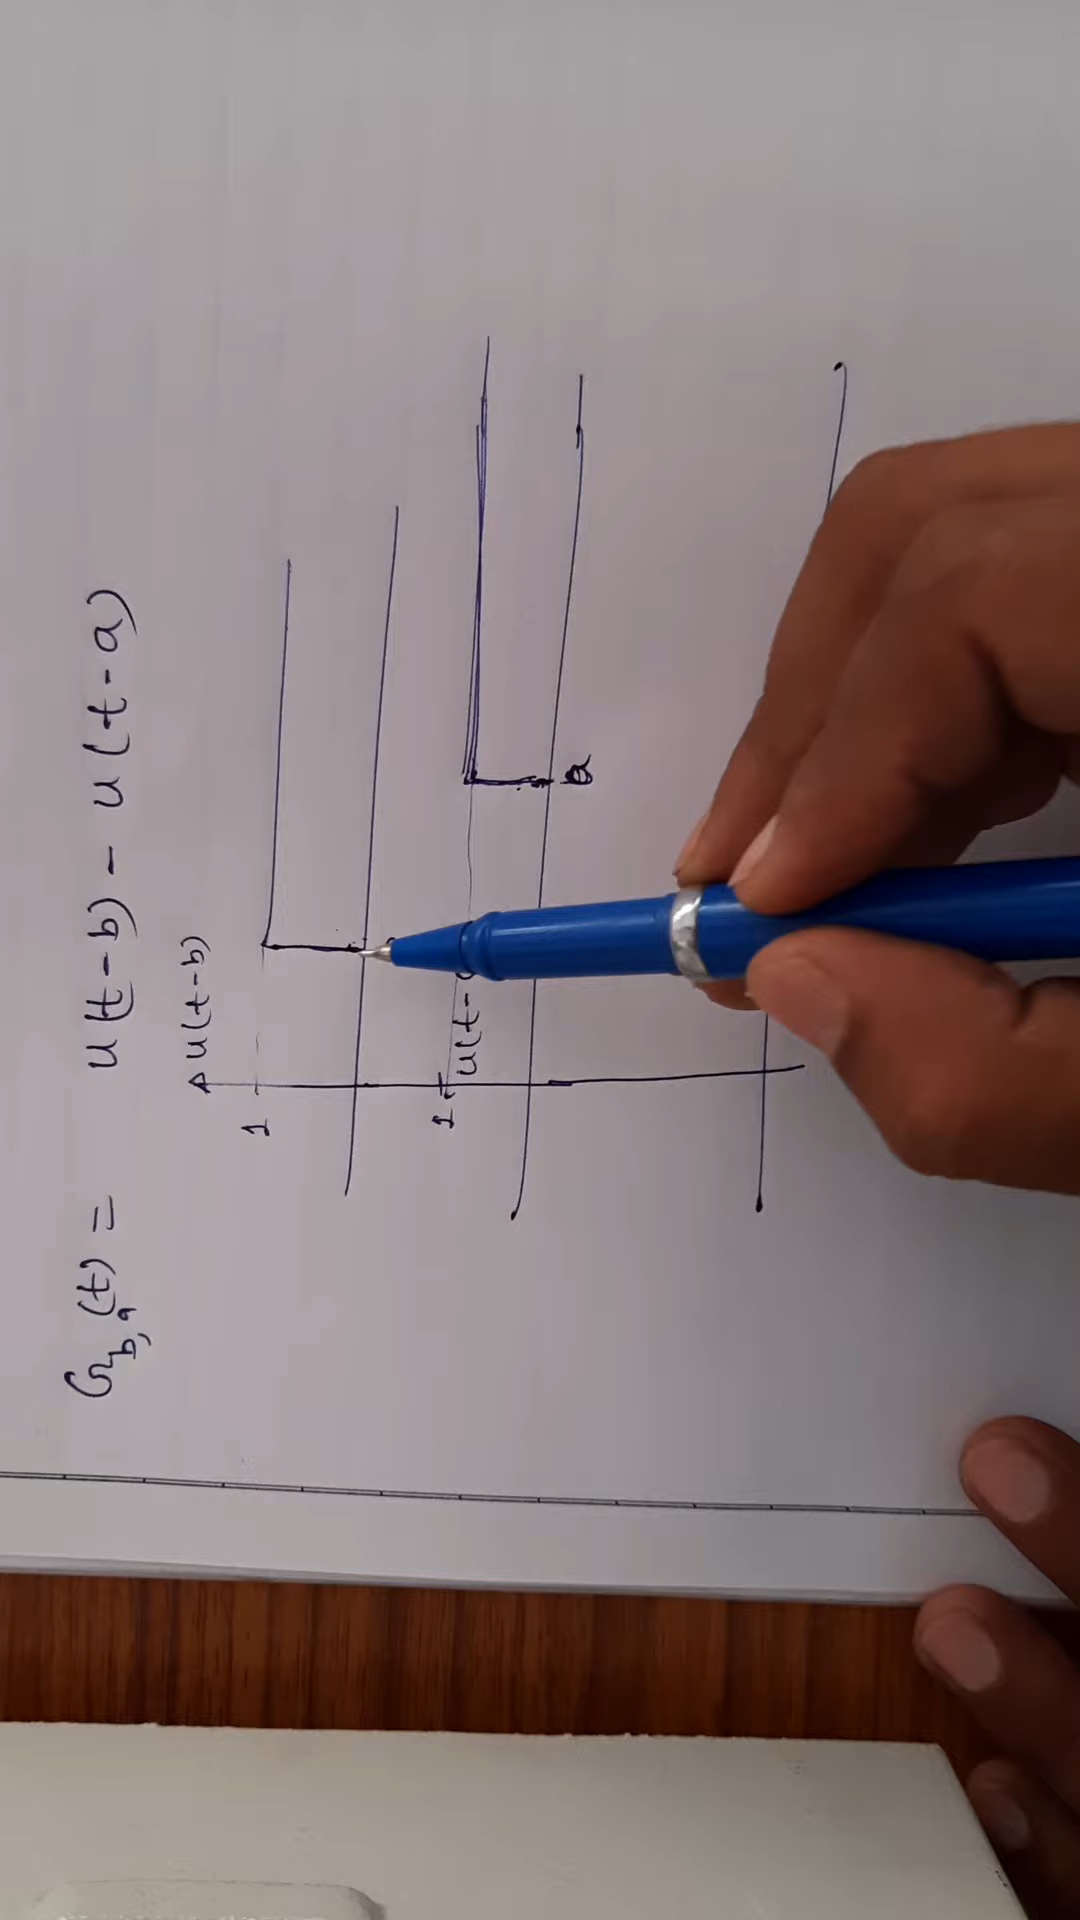 G_{b,a}(t) = u(t-b) - u(t-a)
u(t-b)
1
1
u(t-
a